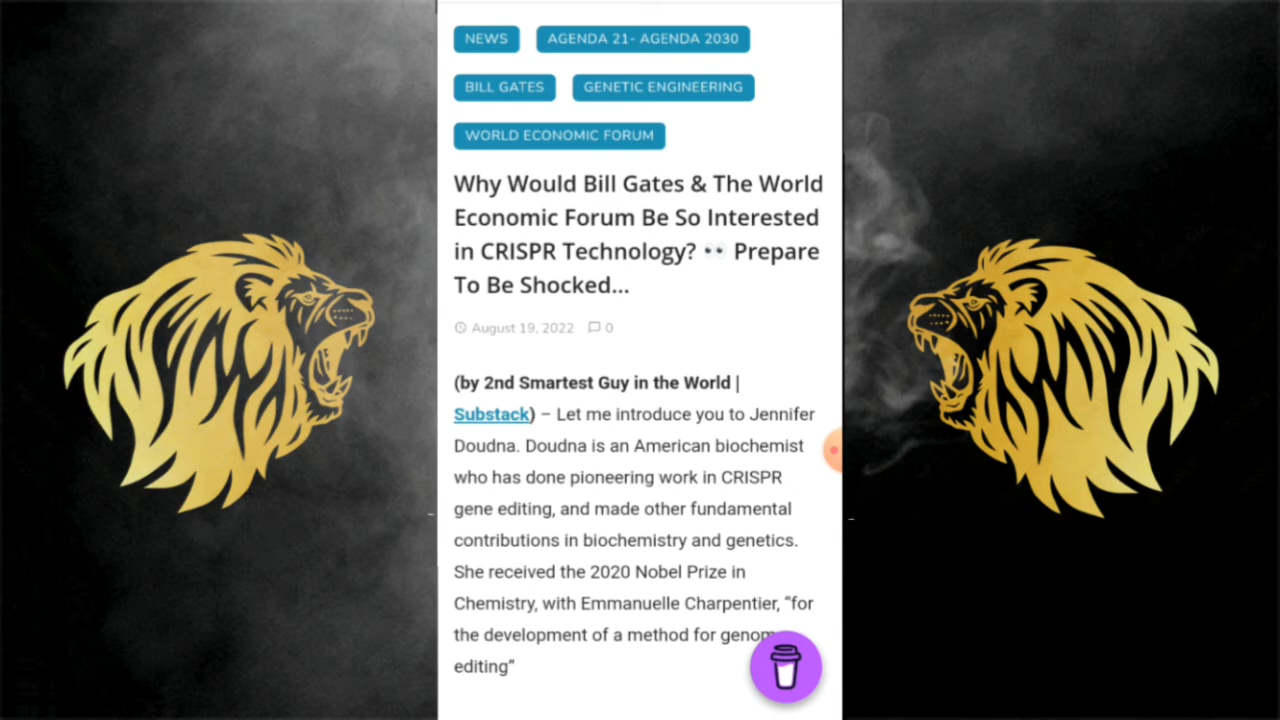 NEWS AGENDA 21- AGENDA 2030
BILL GATES GENETIC ENGINEERING
WORLD ECONOMIC FORUM
Why Would Bill Gates & The World
Economic Forum Be So Interested
in CRISPR Technology? 👀 Prepare
To Be Shocked...
August 19, 2022 0
(by 2nd Smartest Guy in the World |
Substack) – Let me introduce you to Jennifer
Doudna. Doudna is an American biochemist
who has done pioneering work in CRISPR
gene editing, and made other fundamental
contributions in biochemistry and genetics.
She received the 2020 Nobel Prize in
Chemistry, with Emmanuelle Charpentier, “for
the development of a method for genom
editing”